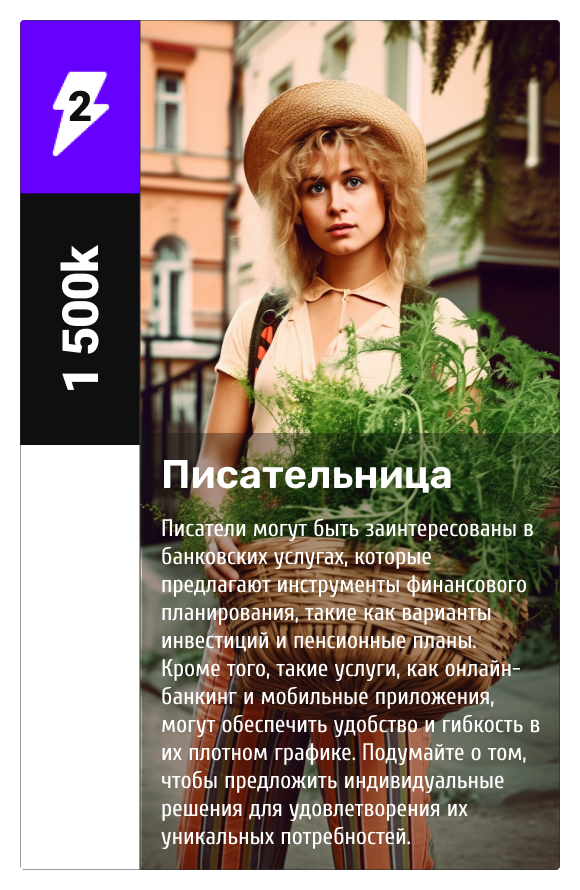 2
1 500k
Писательница
Писатели могут быть заинтересованы в
банковских услугах, которые
предлагают инструменты финансового
планирования, такие как варианты
инвестиций и пенсионные планы.
Кроме того, такие услуги, как онлайн-
банкинг и мобильные приложения,
могут обеспечить удобство и гибкость в
их плотном графике. Подумайте о том,
чтобы предложить индивидуальные
решения для удовлетворения их
уникальных потребностей.